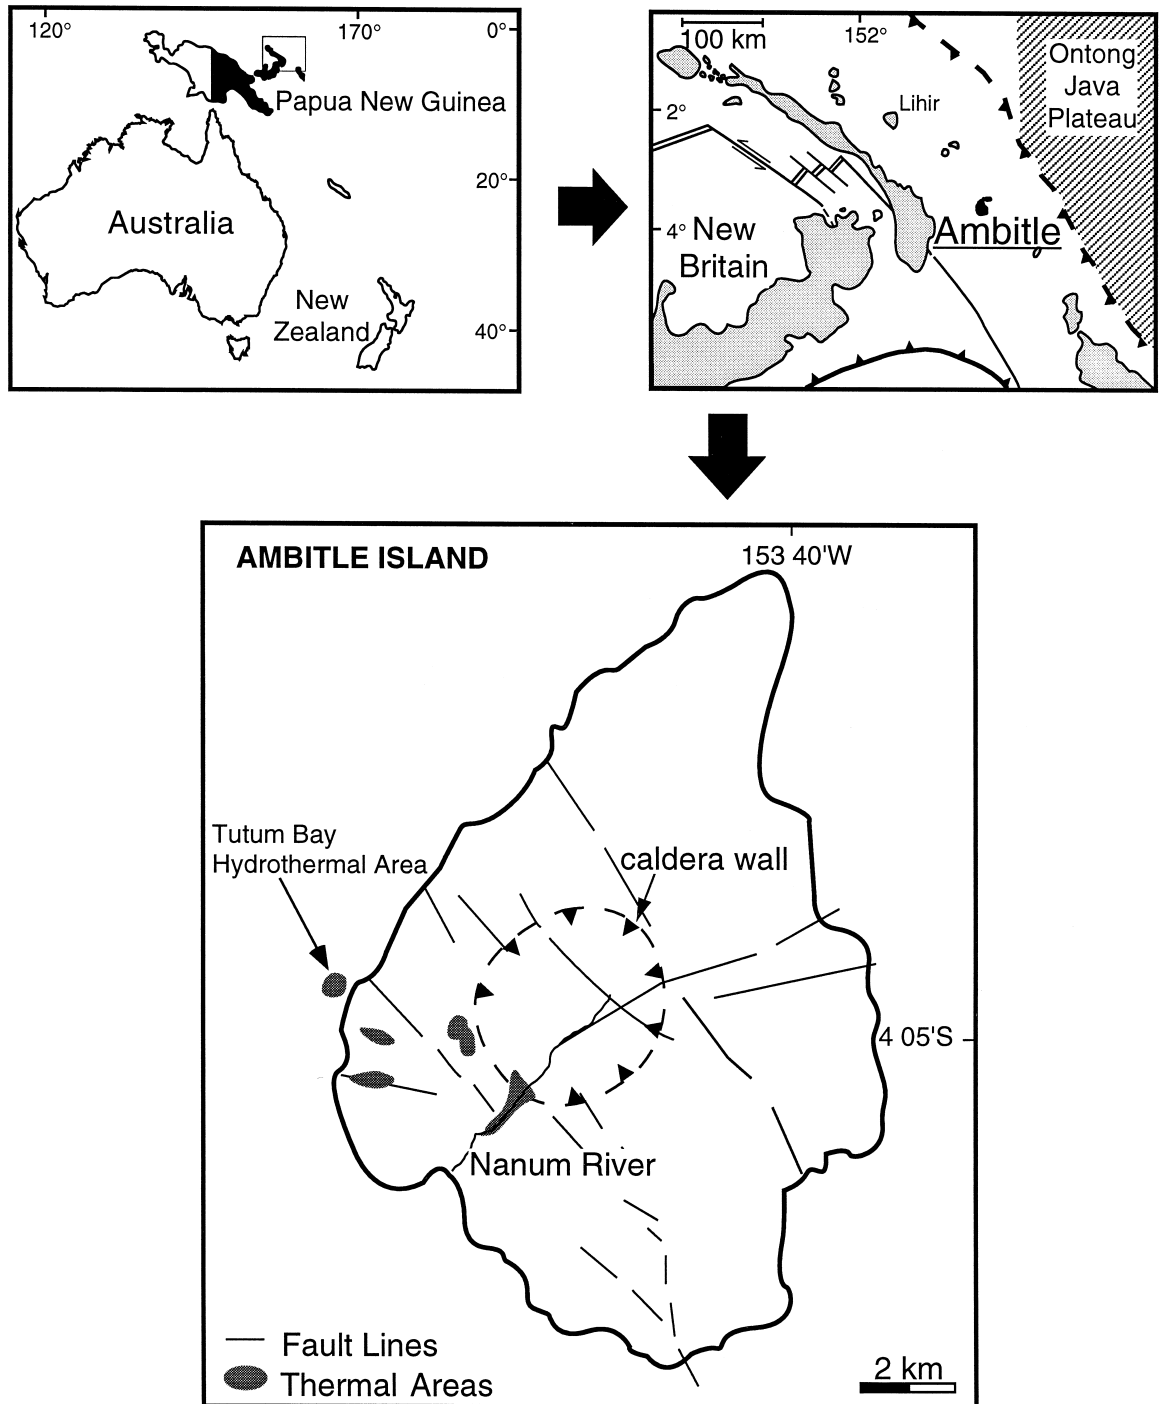 120°
170°
0°
Papua New Guinea
20°
Australia
New
Zealand
40°
100 km
152°
Ontong
Java
Plateau
2°
Lihir
4° New
Britain
Ambitle
AMBITLE ISLAND
153 40'W
Tutum Bay
Hydrothermal Area
caldera wall
4 05'S
Nanum River
Fault Lines
Thermal Areas
2 km